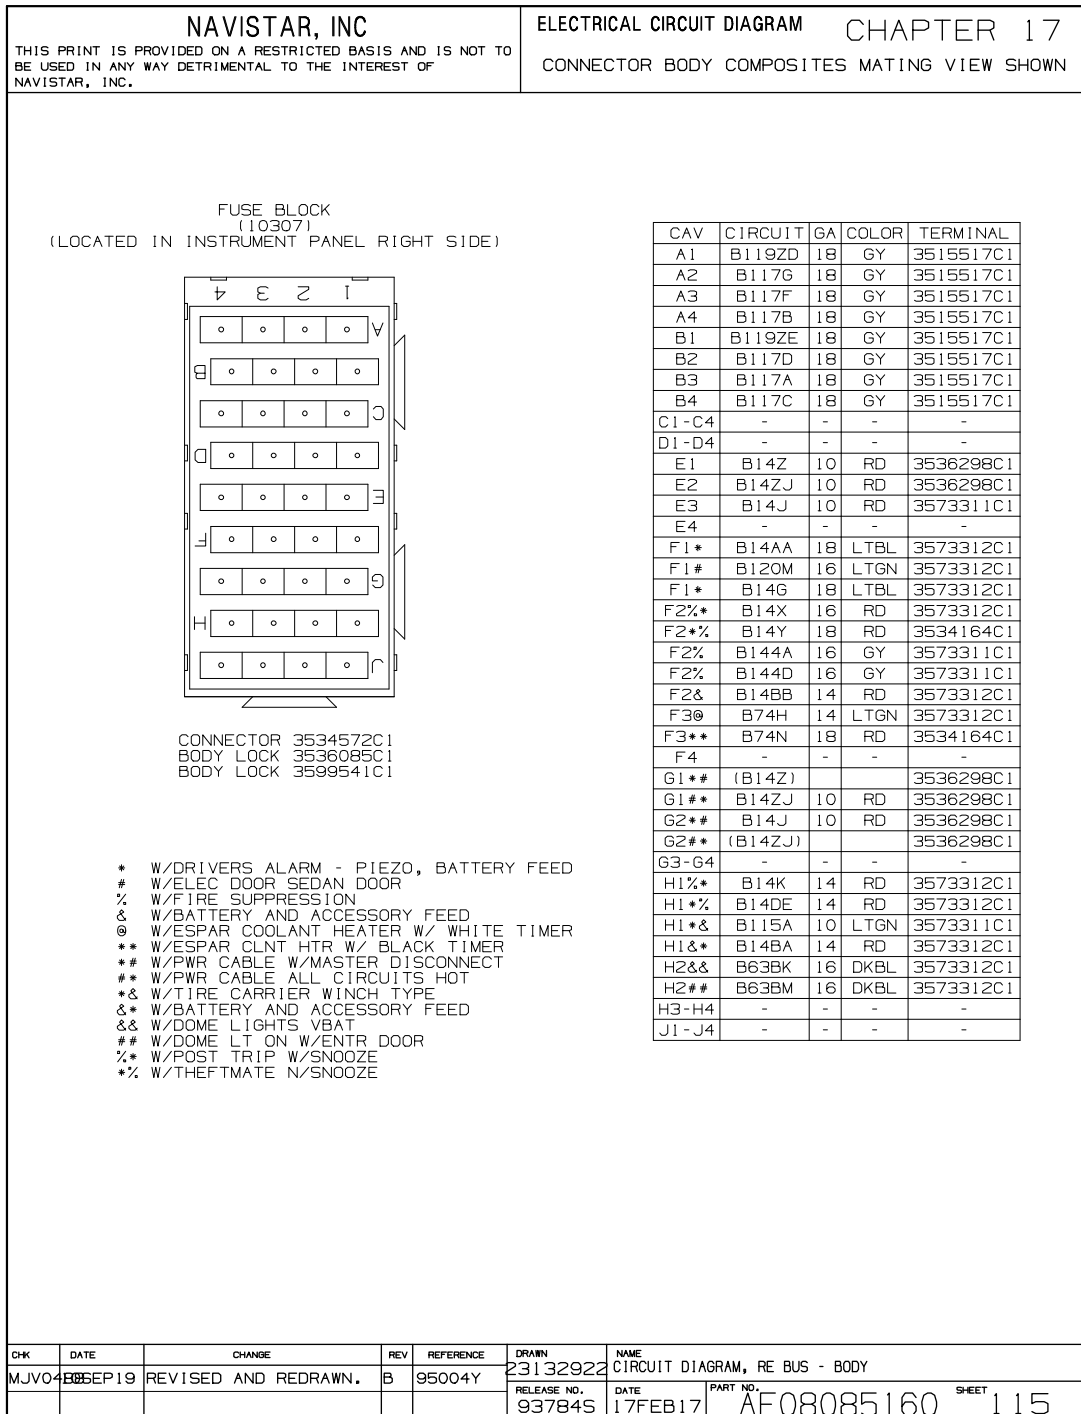 NAVISTAR, INC
THIS PRINT IS PROVIDED ON A RESTRICTED BASIS AND IS NOT TO
BE USED IN ANY WAY DETRIMENTAL TO THE INTEREST OF
NAVISTAR, INC.
ELECTRICAL CIRCUIT DIAGRAM CHAPTER 17
CONNECTOR BODY COMPOSITES MATING VIEW SHOWN
FUSE BLOCK
(10307)
(LOCATED IN INSTRUMENT PANEL RIGHT SIDE)
4 3 2 1
A
B
C
D
E
F
G
H
J
CONNECTOR 3534572C1
BODY LOCK 3536085C1
BODY LOCK 3599541C1
* W/DRIVERS ALARM - PIEZO, BATTERY FEED
# W/ELEC DOOR SEDAN DOOR
% W/FIRE SUPPRESSION
& W/BATTERY AND ACCESSORY FEED
@ W/ESPAR COOLANT HEATER W/ WHITE TIMER
** W/ESPAR CLNT HTR W/ BLACK TIMER
*# W/PWR CABLE W/MASTER DISCONNECT
#* W/PWR CABLE ALL CIRCUITS HOT
*& W/TIRE CARRIER WINCH TYPE
&* W/BATTERY AND ACCESSORY FEED
&& W/DOME LIGHTS VBAT
## W/DOME LT ON W/ENTR DOOR
%* W/POST TRIP W/SNOOZE
*% W/THEFTMATE N/SNOOZE
CAV CIRCUIT GA COLOR TERMINAL
A1 B119ZD 18 GY 3515517C1
A2 B117G 18 GY 3515517C1
A3 B117F 18 GY 3515517C1
A4 B117B 18 GY 3515517C1
B1 B119ZE 18 GY 3515517C1
B2 B117D 18 GY 3515517C1
B3 B117A 18 GY 3515517C1
B4 B117C 18 GY 3515517C1
C1-C4 - - - -
D1-D4 - - - -
E1 B14Z 10 RD 3536298C1
E2 B14ZJ 10 RD 3536298C1
E3 B14J 10 RD 3573311C1
E4 - - - -
F1* B14AA 18 LTBL 3573312C1
F1# B120M 16 LTGN 3573312C1
F1* B14G 18 LTBL 3573312C1
F2%* B14X 16 RD 3573312C1
F2*% B14Y 18 RD 3534164C1
F2% B144A 16 GY 3573311C1
F2% B144D 16 GY 3573311C1
F2& B14BB 14 RD 3573312C1
F3@ B74H 14 LTGN 3573312C1
F3** B74N 18 RD 3534164C1
F4 - - - -
G1*# (B14Z) 3536298C1
G1#* B14ZJ 10 RD 3536298C1
G2*# B14J 10 RD 3536298C1
G2#* (B14ZJ) 3536298C1
G3-G4 - - - -
H1%* B14K 14 RD 3573312C1
H1*% B14DE 14 RD 3573312C1
H1*& B115A 10 LTGN 3573311C1
H1&* B14BA 14 RD 3573312C1
H2&& B63BK 16 DKBL 3573312C1
H2## B63BM 16 DKBL 3573312C1
H3-H4 - - - -
J1-J4 - - - -
CHK DATE CHANGE REV REFERENCE DRAWN NAME
SEP19 REVISED AND REDRAWN. B 95004Y 23132922 CIRCUIT DIAGRAM, RE BUS - BODY
RELEASE NO. DATE PART NO. SHEET
93784S 17FEB17 AF08085160 115